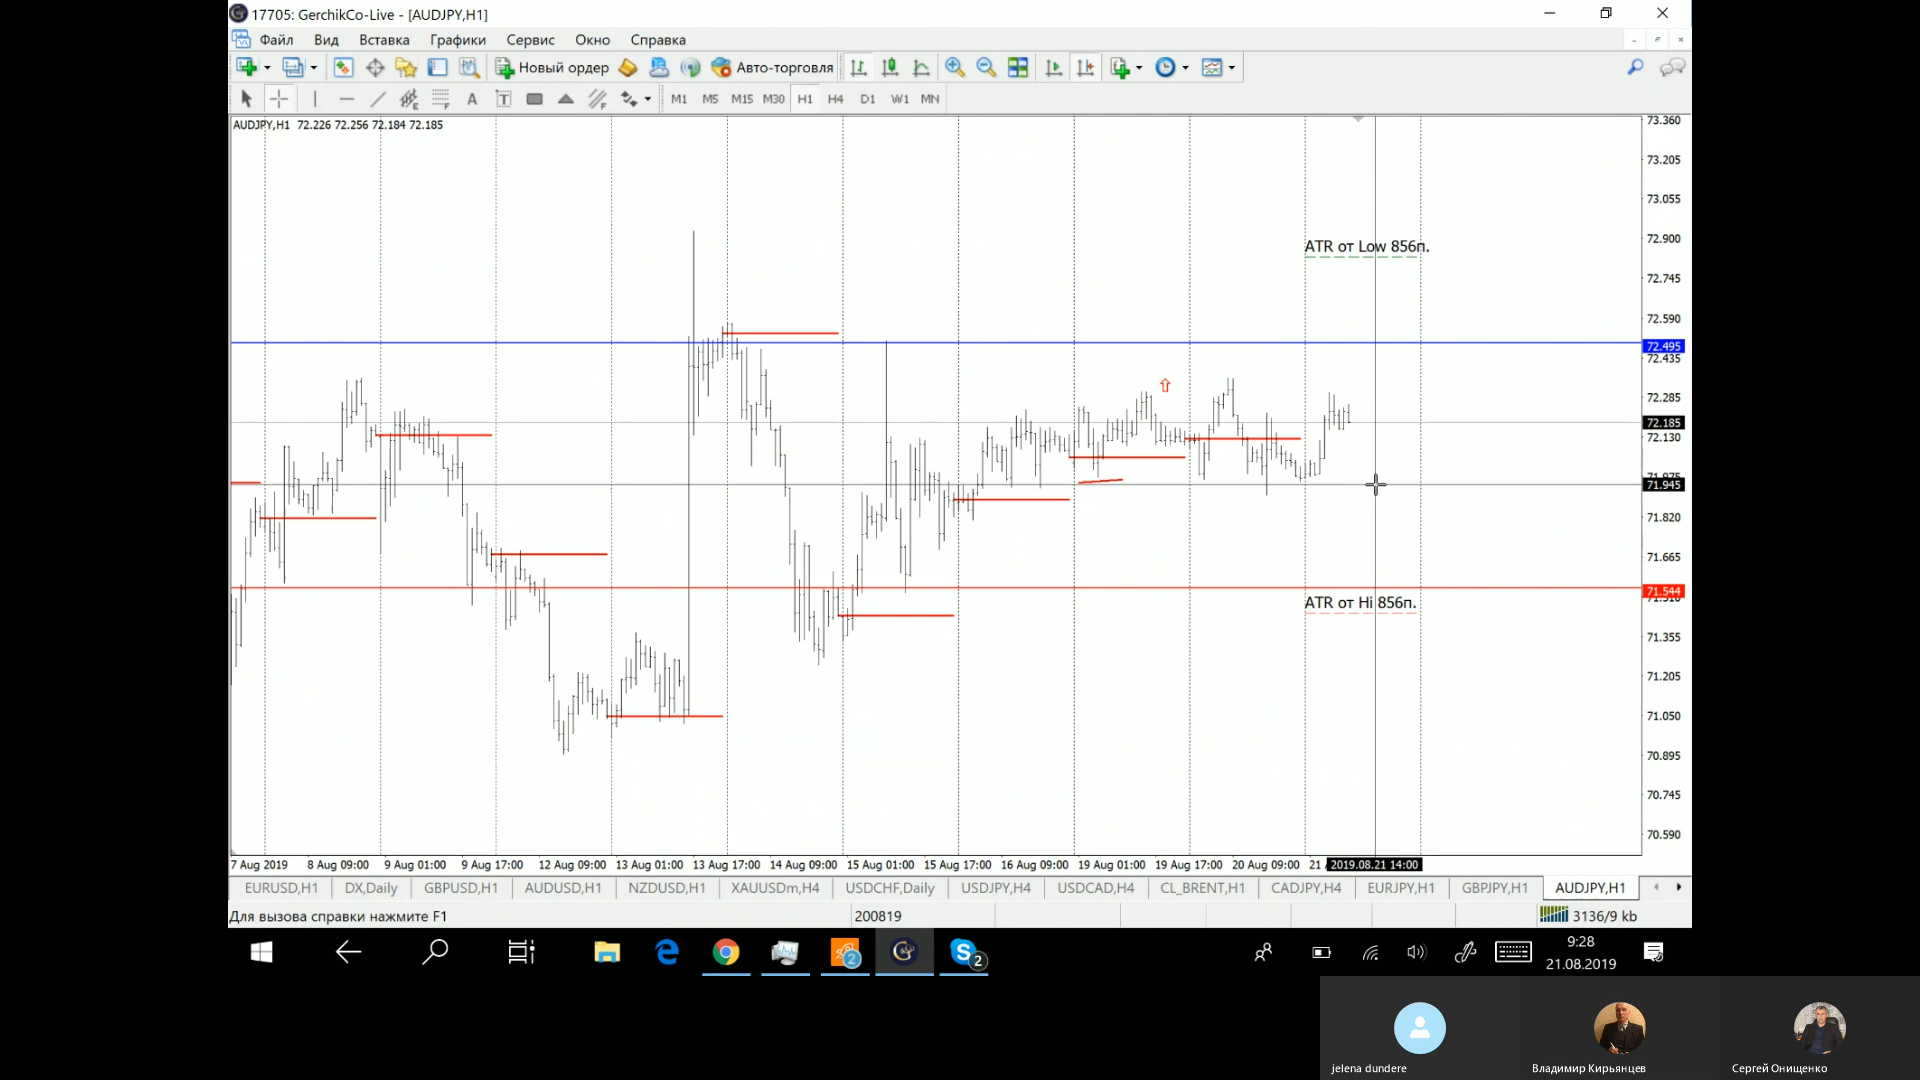 17705: GerchikCo-Live - [AUDJPY,H1]
Файл Вид Вставка Графики Сервис Окно Справка
Новый ордер Авто-торговля
A T M1 M5 M15 M30 H1 H4 D1 W1 MN
AUDJPY,H1 72.226 72.256 72.184 72.185
73.360
73.205
73.055
72.900
ATR от Low 856п.
72.745
72.590
72.495
72.435
72.285
72.185
72.130
71.945
71.820
71.665
71.544
ATR от Hi 856п.
71.355
71.205
71.050
70.895
70.745
70.590
7 Aug 2019 8 Aug 09:00 9 Aug 01:00 9 Aug 17:00 12 Aug 09:00 13 Aug 01:00 13 Aug 17:00 14 Aug 09:00 15 Aug 01:00 15 Aug 17:00 16 Aug 09:00 19 Aug 01:00 19 Aug 17:00 20 Aug 09:00 21 2019.08.21 14:00
EURUSD,H1 DX,Daily GBPUSD,H1 AUDUSD,H1 NZDUSD,H1 XAUUSDm,H4 USDCHF,Daily USDJPY,H4 USDCAD,H4 CL_BRENT,H1 CADJPY,H4 EURJPY,H1 GBPJPY,H1 AUDJPY,H1
Для вызова справки нажмите F1 200819 3136/9 kb
2 2
9:28
21.08.2019
jelena dundere Владимир Кирьянцев Сергей Онищенко